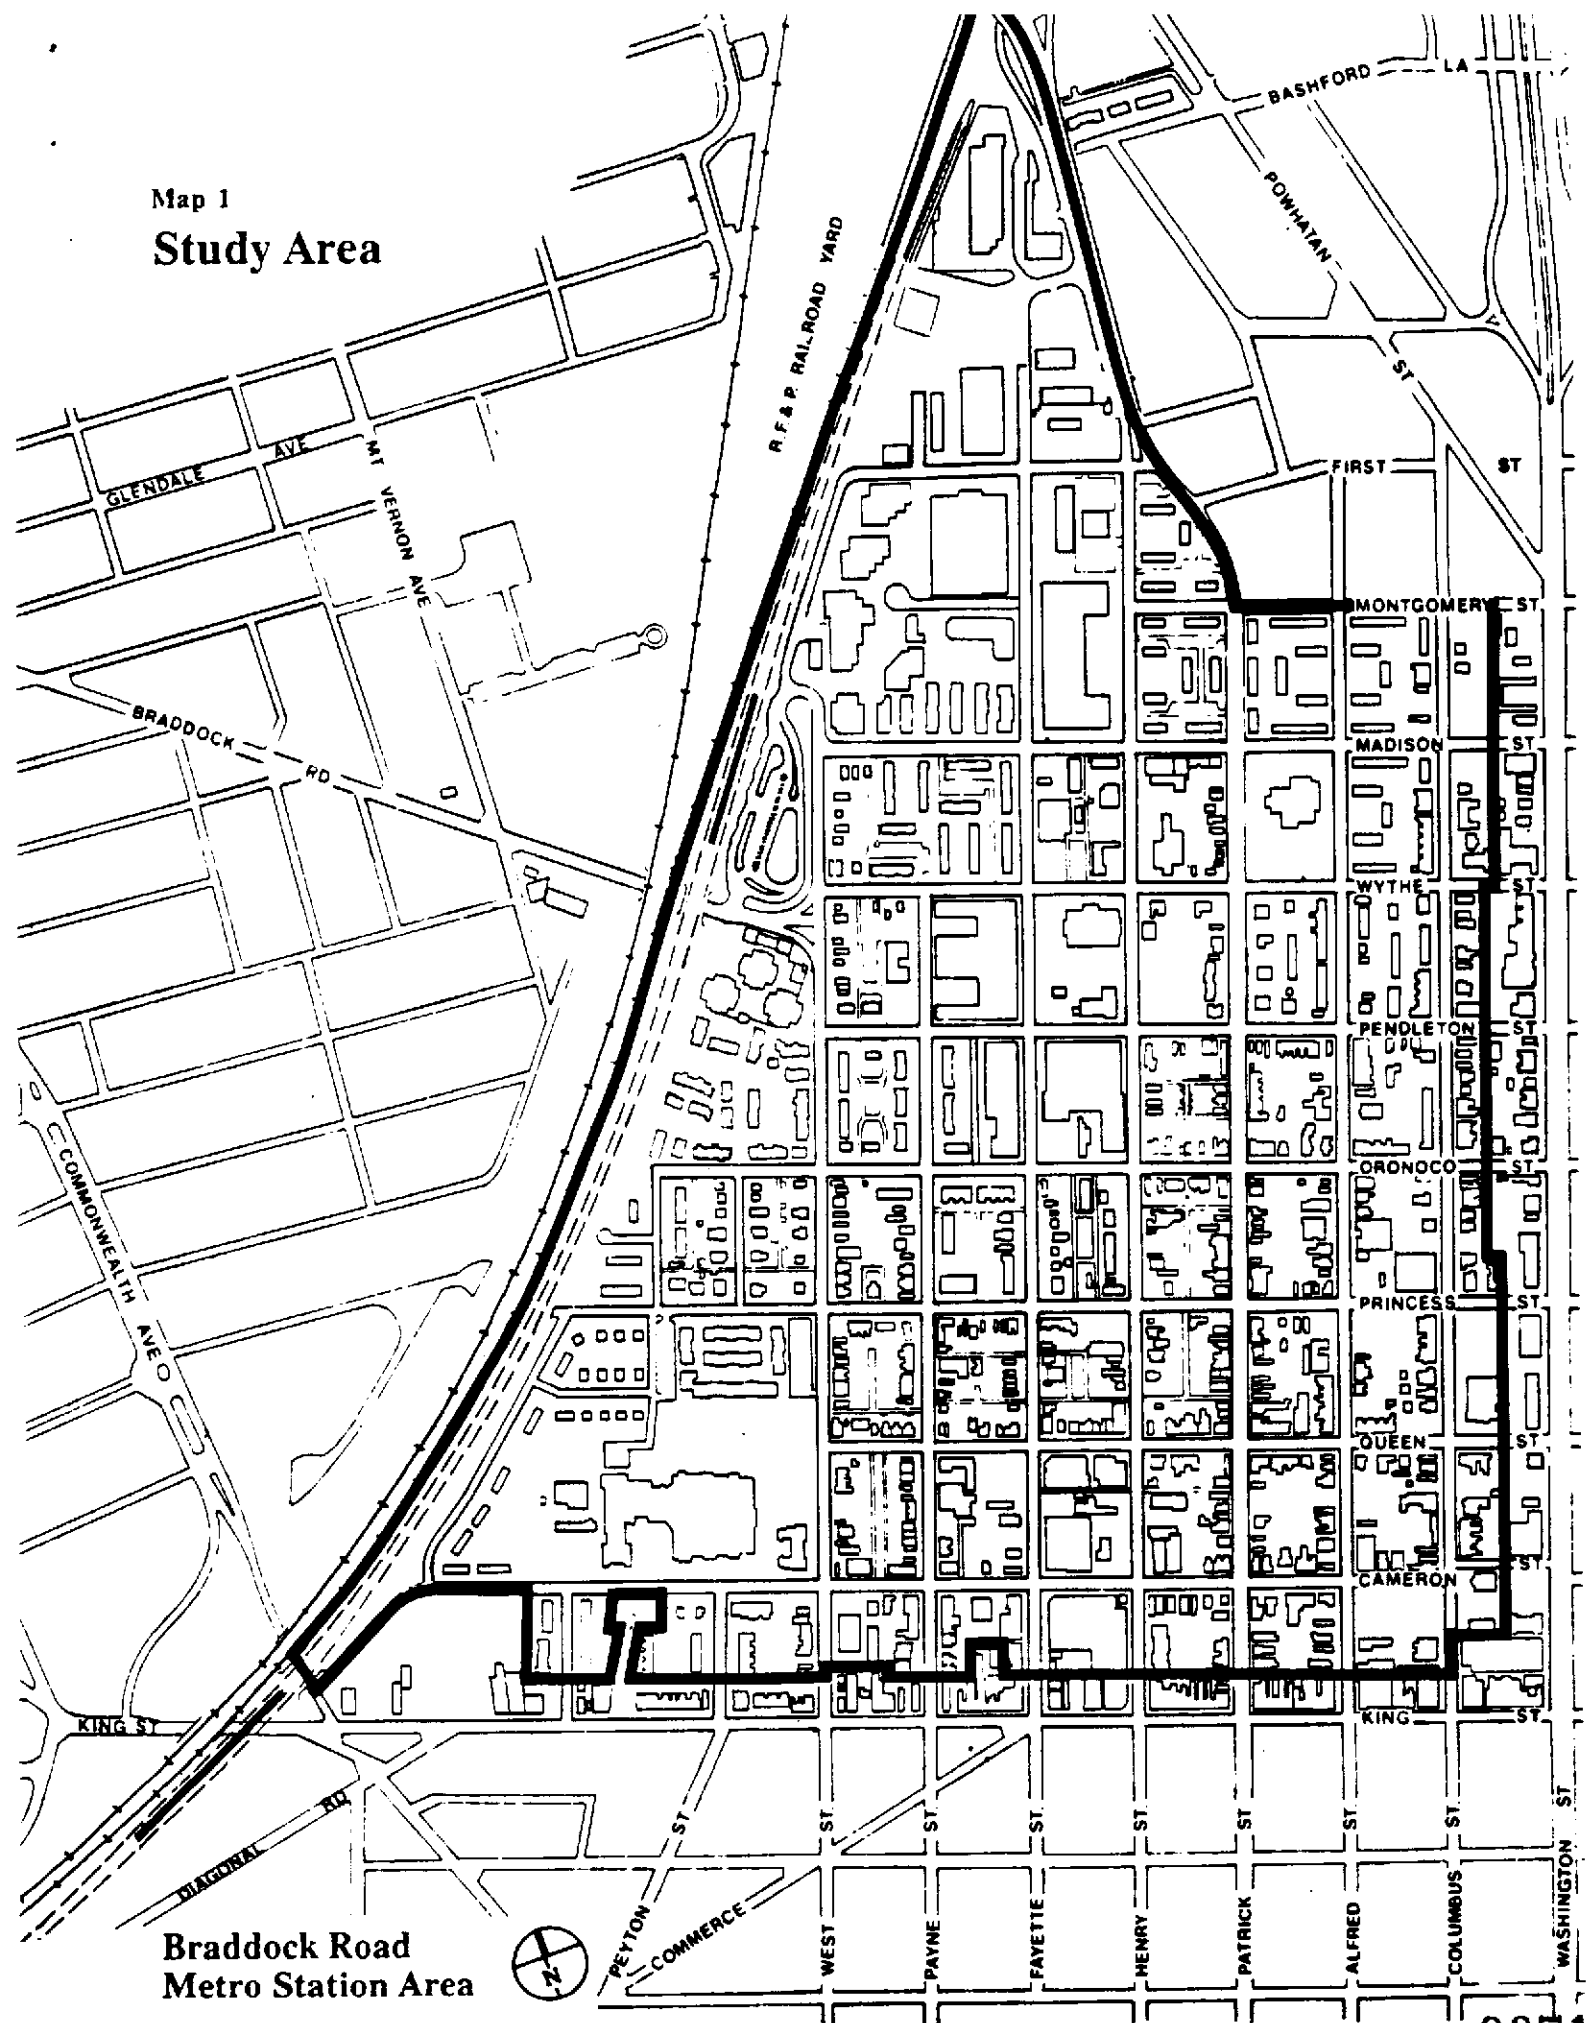 Map 1
Study Area
BASHFORD LA
POWHATAN ST
R.F.& P. RAILROAD YARD
GLENDALE AVE
MT VERNON AVE
FIRST ST
MONTGOMERY ST
BRADDOCK RD
MADISON ST
WYTHE ST
PENDLETON ST
COMMONWEALTH AVE
ORONOCO ST
PRINCESS ST
QUEEN ST
CAMERON ST
KING ST
KING ST
DIAGONAL RD
PEYTON ST
COMMERCE
WEST ST
PAYNE ST
FAYETTE ST
HENRY ST
PATRICK ST
ALFRED ST
COLUMBUS ST
WASHINGTON ST
Braddock Road
Metro Station Area
N